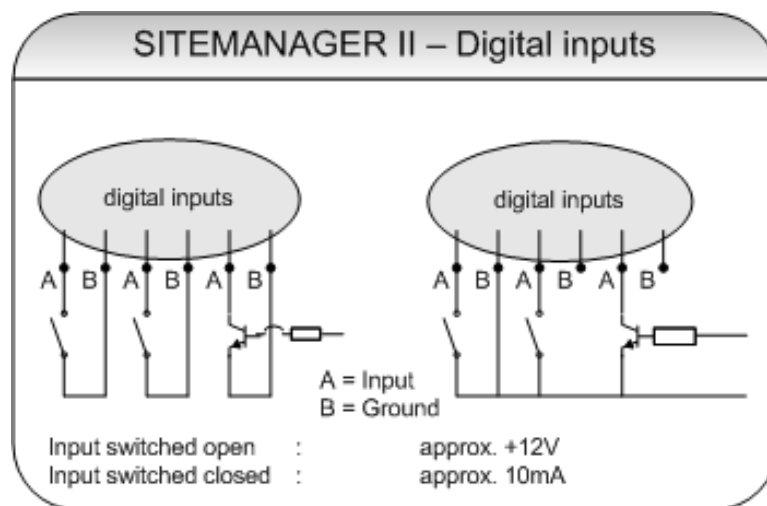 SITEMANAGER II – Digital inputs
digital inputs
A B A B A B
digital inputs
A B A B A B
A = Input
B = Ground
Input switched open : approx. +12V
Input switched closed : approx. 10mA